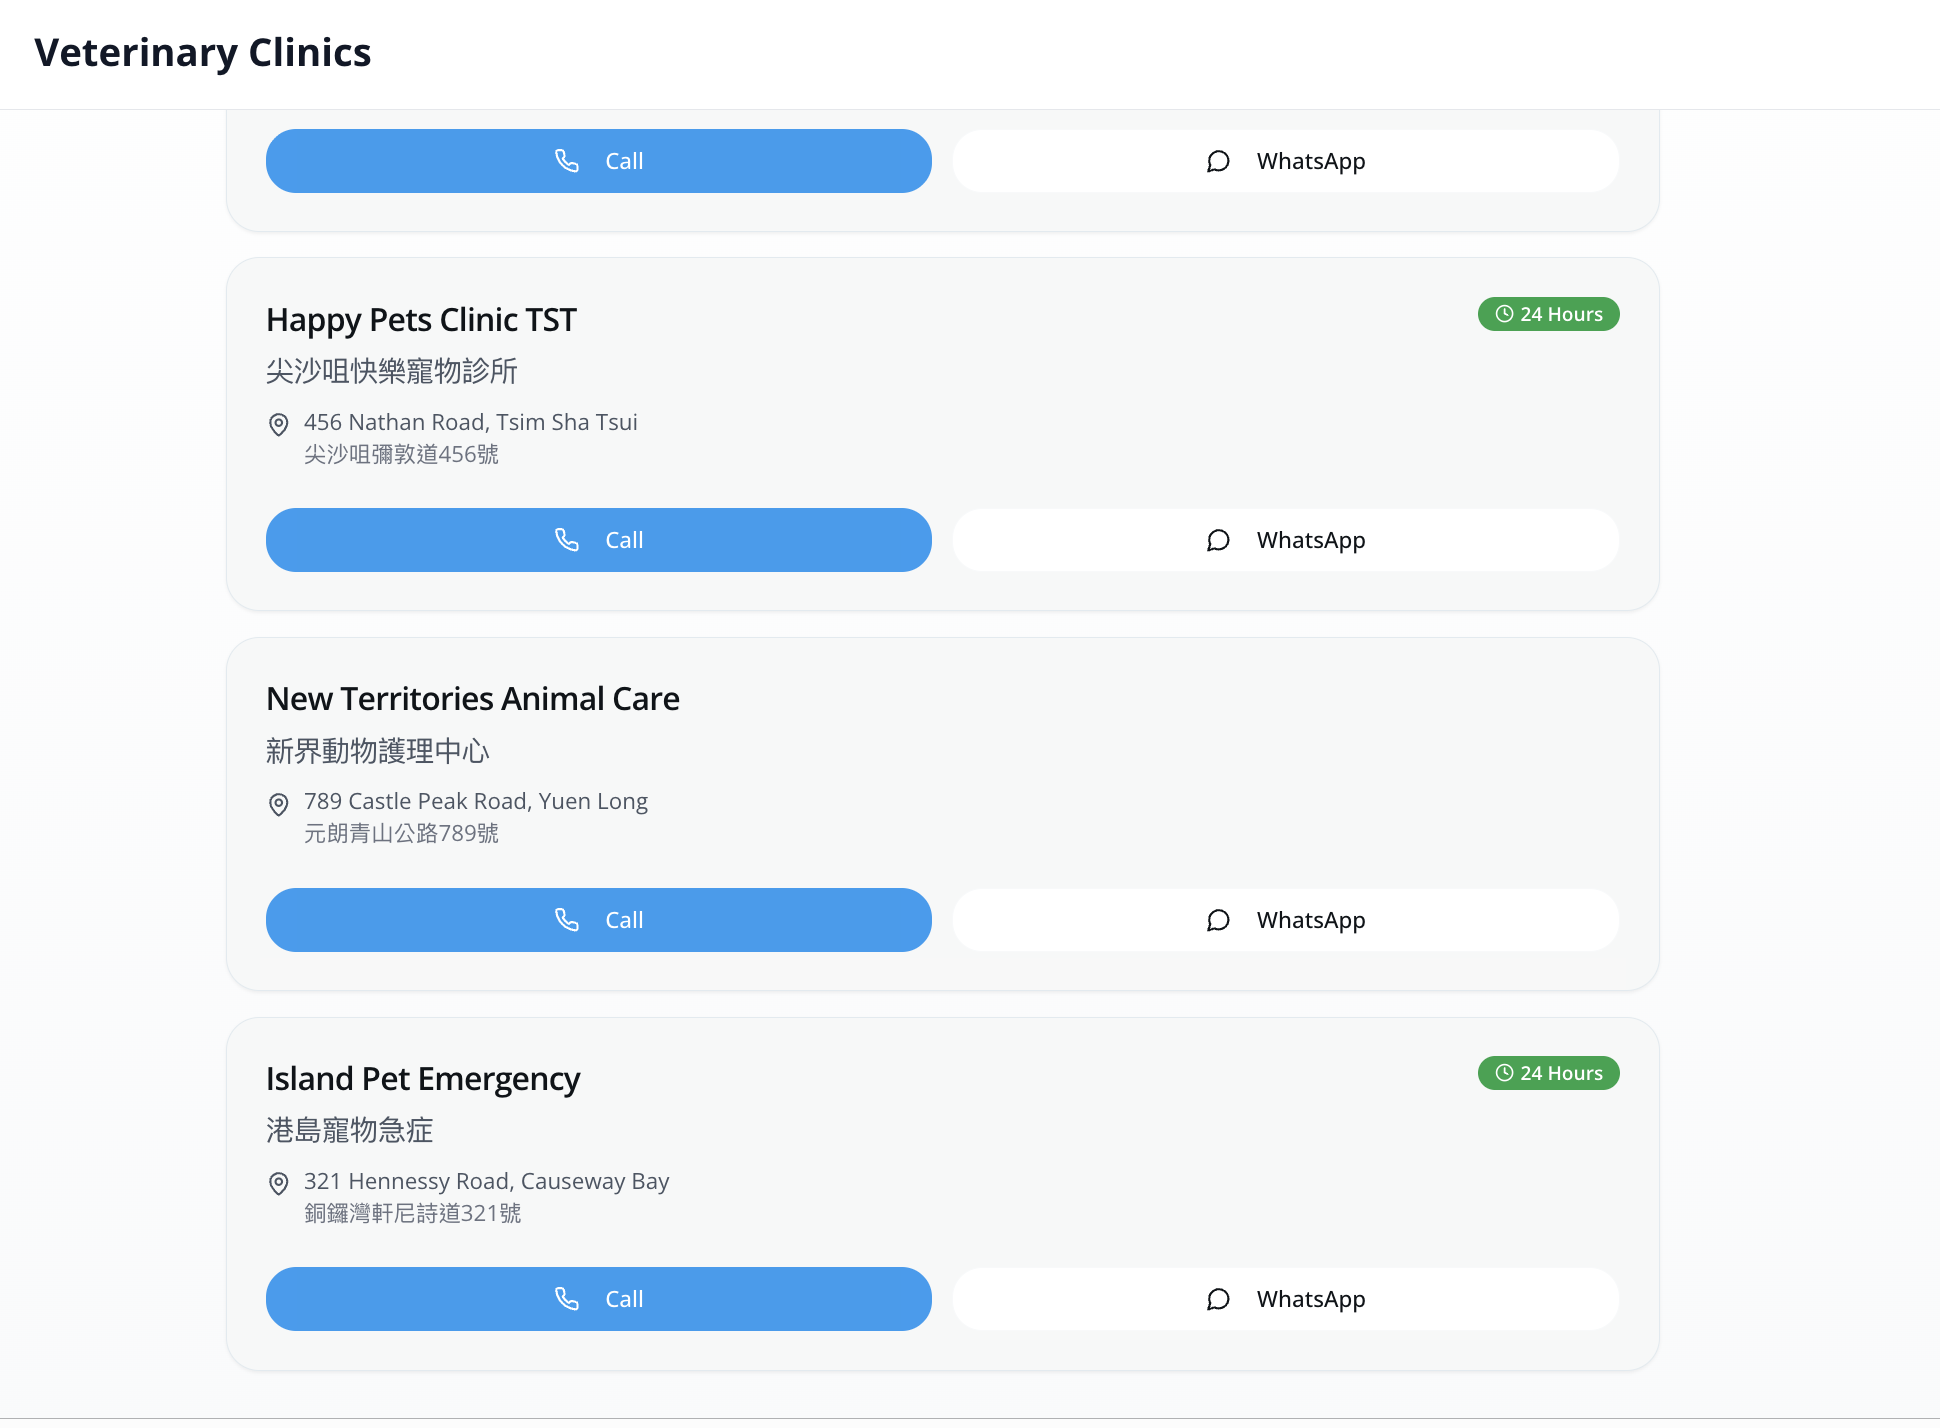 Veterinary Clinics
Call
WhatsApp
Happy Pets Clinic TST
24 Hours
尖沙咀快樂寵物診所
456 Nathan Road, Tsim Sha Tsui
尖沙咀彌敦道456號
Call
WhatsApp
New Territories Animal Care
新界動物護理中心
789 Castle Peak Road, Yuen Long
元朗青山公路789號
Call
WhatsApp
Island Pet Emergency
24 Hours
港島寵物急症
321 Hennessy Road, Causeway Bay
銅鑼灣軒尼詩道321號
Call
WhatsApp